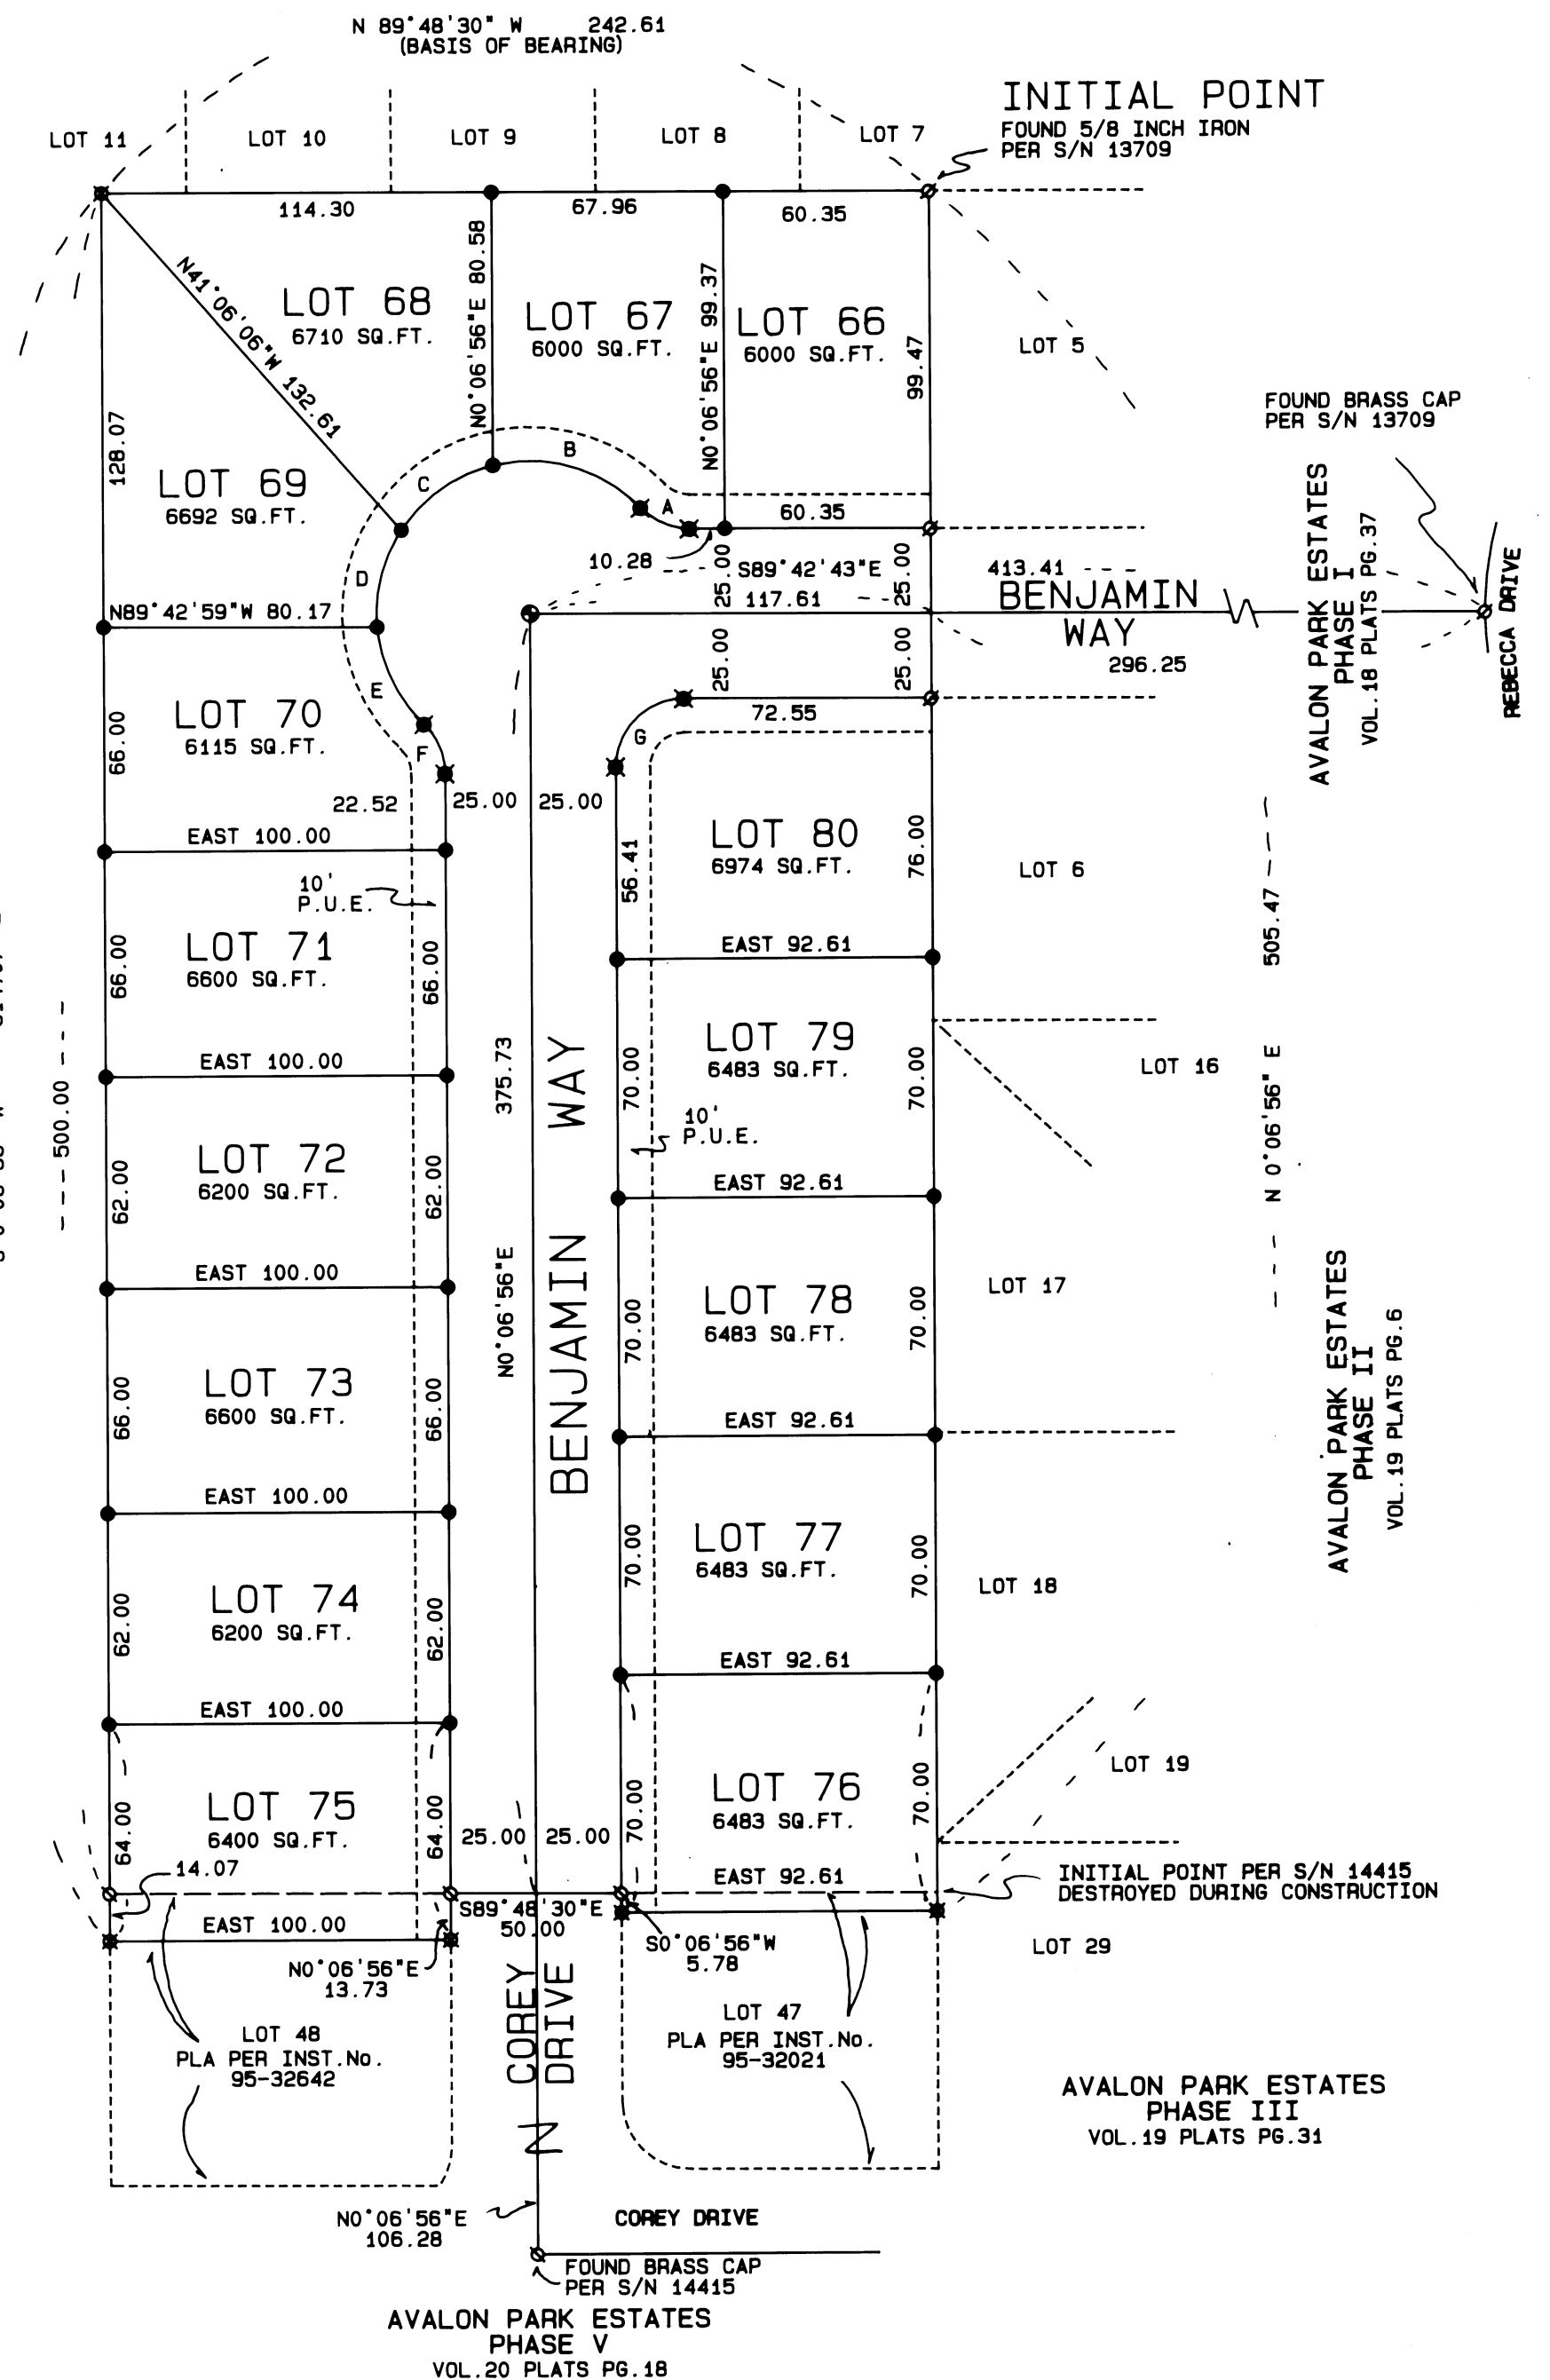 N 89°48'30" W 242.61
(BASIS OF BEARING)
INITIAL POINT
FOUND 5/8 INCH IRON
PER S/N 13709
LOT 11
LOT 10
LOT 9
LOT 8
LOT 7
114.30
67.96
60.35
N41°06'06"W 132.61
LOT 68
6710 SQ.FT.
N0°06'56"E 80.58
LOT 67
6000 SQ.FT.
N0°06'56"E 99.37
LOT 66
6000 SQ.FT.
99.47
LOT 5
FOUND BRASS CAP
PER S/N 13709
128.07
LOT 69
6692 SQ.FT.
C
B
A
D
60.35
10.28
25.00
S89°42'43"E
25.00
413.41
117.61
BENJAMIN
WAY
296.25
AVALON PARK ESTATES
PHASE I
VOL.18 PLATS PG.37
REBECCA DRIVE
N89°42'59"W 80.17
E
F
G
25.00
25.00
72.55
LOT 70
6115 SQ.FT.
66.00
22.52
25.00
25.00
EAST 100.00
10'
P.U.E.
56.41
LOT 80
6974 SQ.FT.
76.00
LOT 6
505.47
EAST 92.61
LOT 71
6600 SQ.FT.
66.00
66.00
EAST 100.00
500.00
375.73
WAY
LOT 79
6483 SQ.FT.
70.00
70.00
10'
P.U.E.
LOT 16
N 0°06'56" E
LOT 72
6200 SQ.FT.
62.00
62.00
EAST 92.61
EAST 100.00
N0°06'56"E
BENJAMIN
LOT 78
6483 SQ.FT.
70.00
70.00
LOT 17
AVALON PARK ESTATES
PHASE II
VOL.19 PLATS PG.6
LOT 73
6600 SQ.FT.
66.00
66.00
EAST 92.61
EAST 100.00
LOT 77
6483 SQ.FT.
70.00
70.00
LOT 18
LOT 74
6200 SQ.FT.
62.00
62.00
EAST 92.61
EAST 100.00
LOT 76
6483 SQ.FT.
70.00
70.00
LOT 19
LOT 75
6400 SQ.FT.
64.00
64.00
25.00
25.00
14.07
EAST 92.61
INITIAL POINT PER S/N 14415
DESTROYED DURING CONSTRUCTION
EAST 100.00
S89°48'30"E
50.00
S0°06'56"W
5.78
LOT 29
N0°06'56"E
13.73
N COREY
DRIVE
LOT 48
PLA PER INST.No.
95-32642
LOT 47
PLA PER INST.No.
95-32021
AVALON PARK ESTATES
PHASE III
VOL.19 PLATS PG.31
N0°06'56"E
106.28
COREY DRIVE
FOUND BRASS CAP
PER S/N 14415
AVALON PARK ESTATES
PHASE V
VOL.20 PLATS PG.18